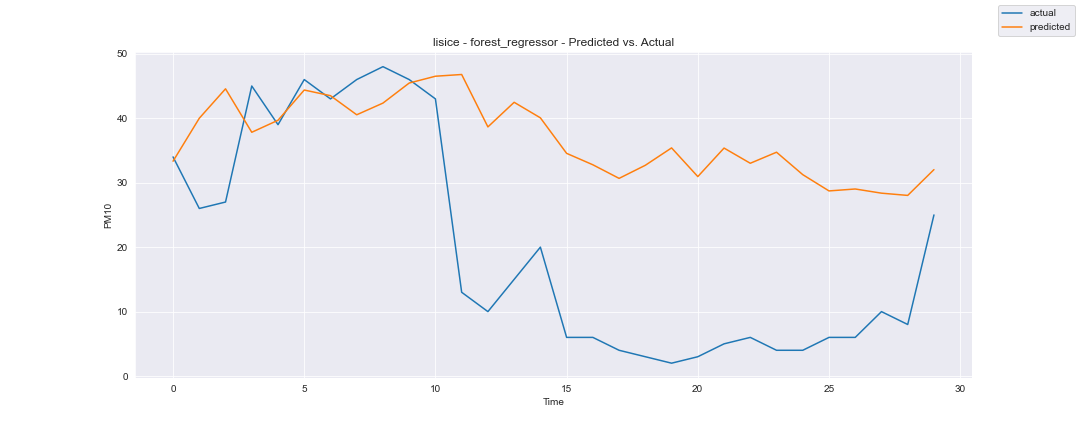 actual
predicted
lisice - forest_regressor - Predicted vs. Actual
50
40
30
20
10
0
PM10
0 5 10 15 20 25 30
Time